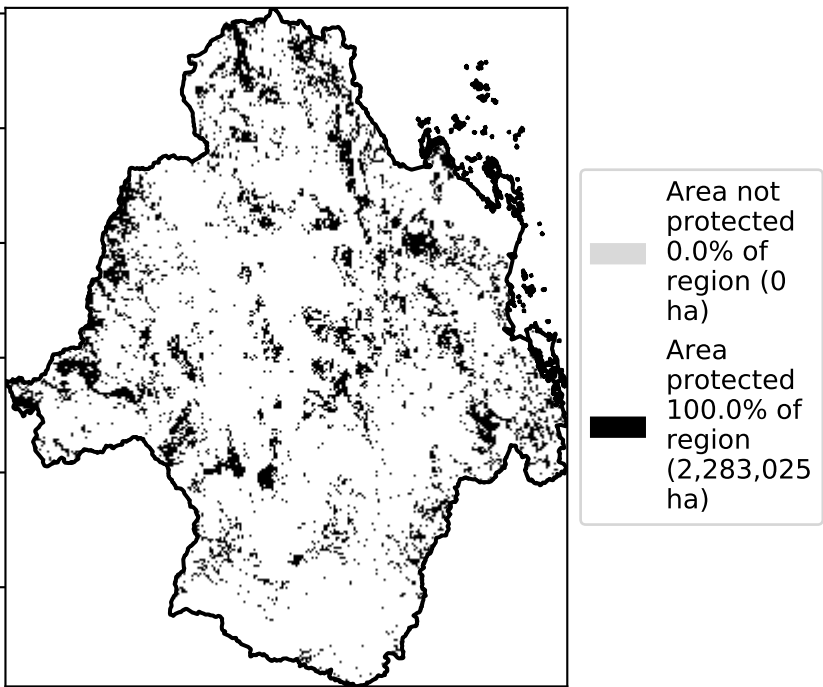 Area not
protected
0.0% of
region (0
ha)
Area
protected
100.0% of
region
(2,283,025
ha)